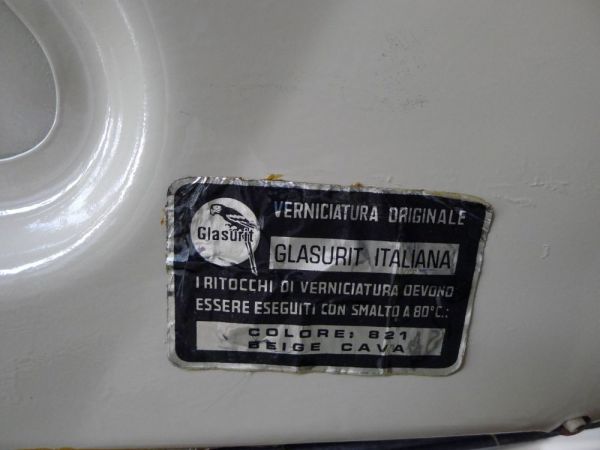 Glasurit
VERNICIATURA ORIGINALE
GLASURIT ITALIANA
I RITOCCHI DI VERNICIATURA DEVONO
ESSERE ESEGUITI CON SMALTO A 80°C.:
COLORE: 821
BEIGE CAVA